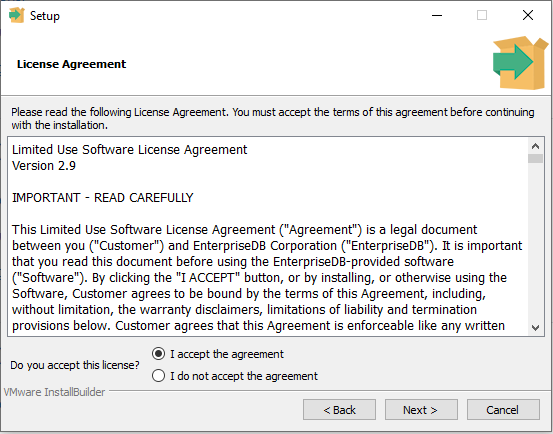 Setup
License Agreement
Please read the following License Agreement. You must accept the terms of this agreement before continuing
with the installation.
Limited Use Software License Agreement
Version 2.9
IMPORTANT - READ CAREFULLY
This Limited Use Software License Agreement ("Agreement") is a legal document
between you ("Customer") and EnterpriseDB Corporation ("EnterpriseDB"). It is important
that you read this document before using the EnterpriseDB-provided software
("Software"). By clicking the "I ACCEPT" button, or by installing, or otherwise using the
Software, Customer agrees to be bound by the terms of this Agreement, including,
without limitation, the warranty disclaimers, limitations of liability and termination
provisions below. Customer agrees that this Agreement is enforceable like any written
Do you accept this license?
I accept the agreement
I do not accept the agreement
VMware InstallBuilder
< Back
Next >
Cancel